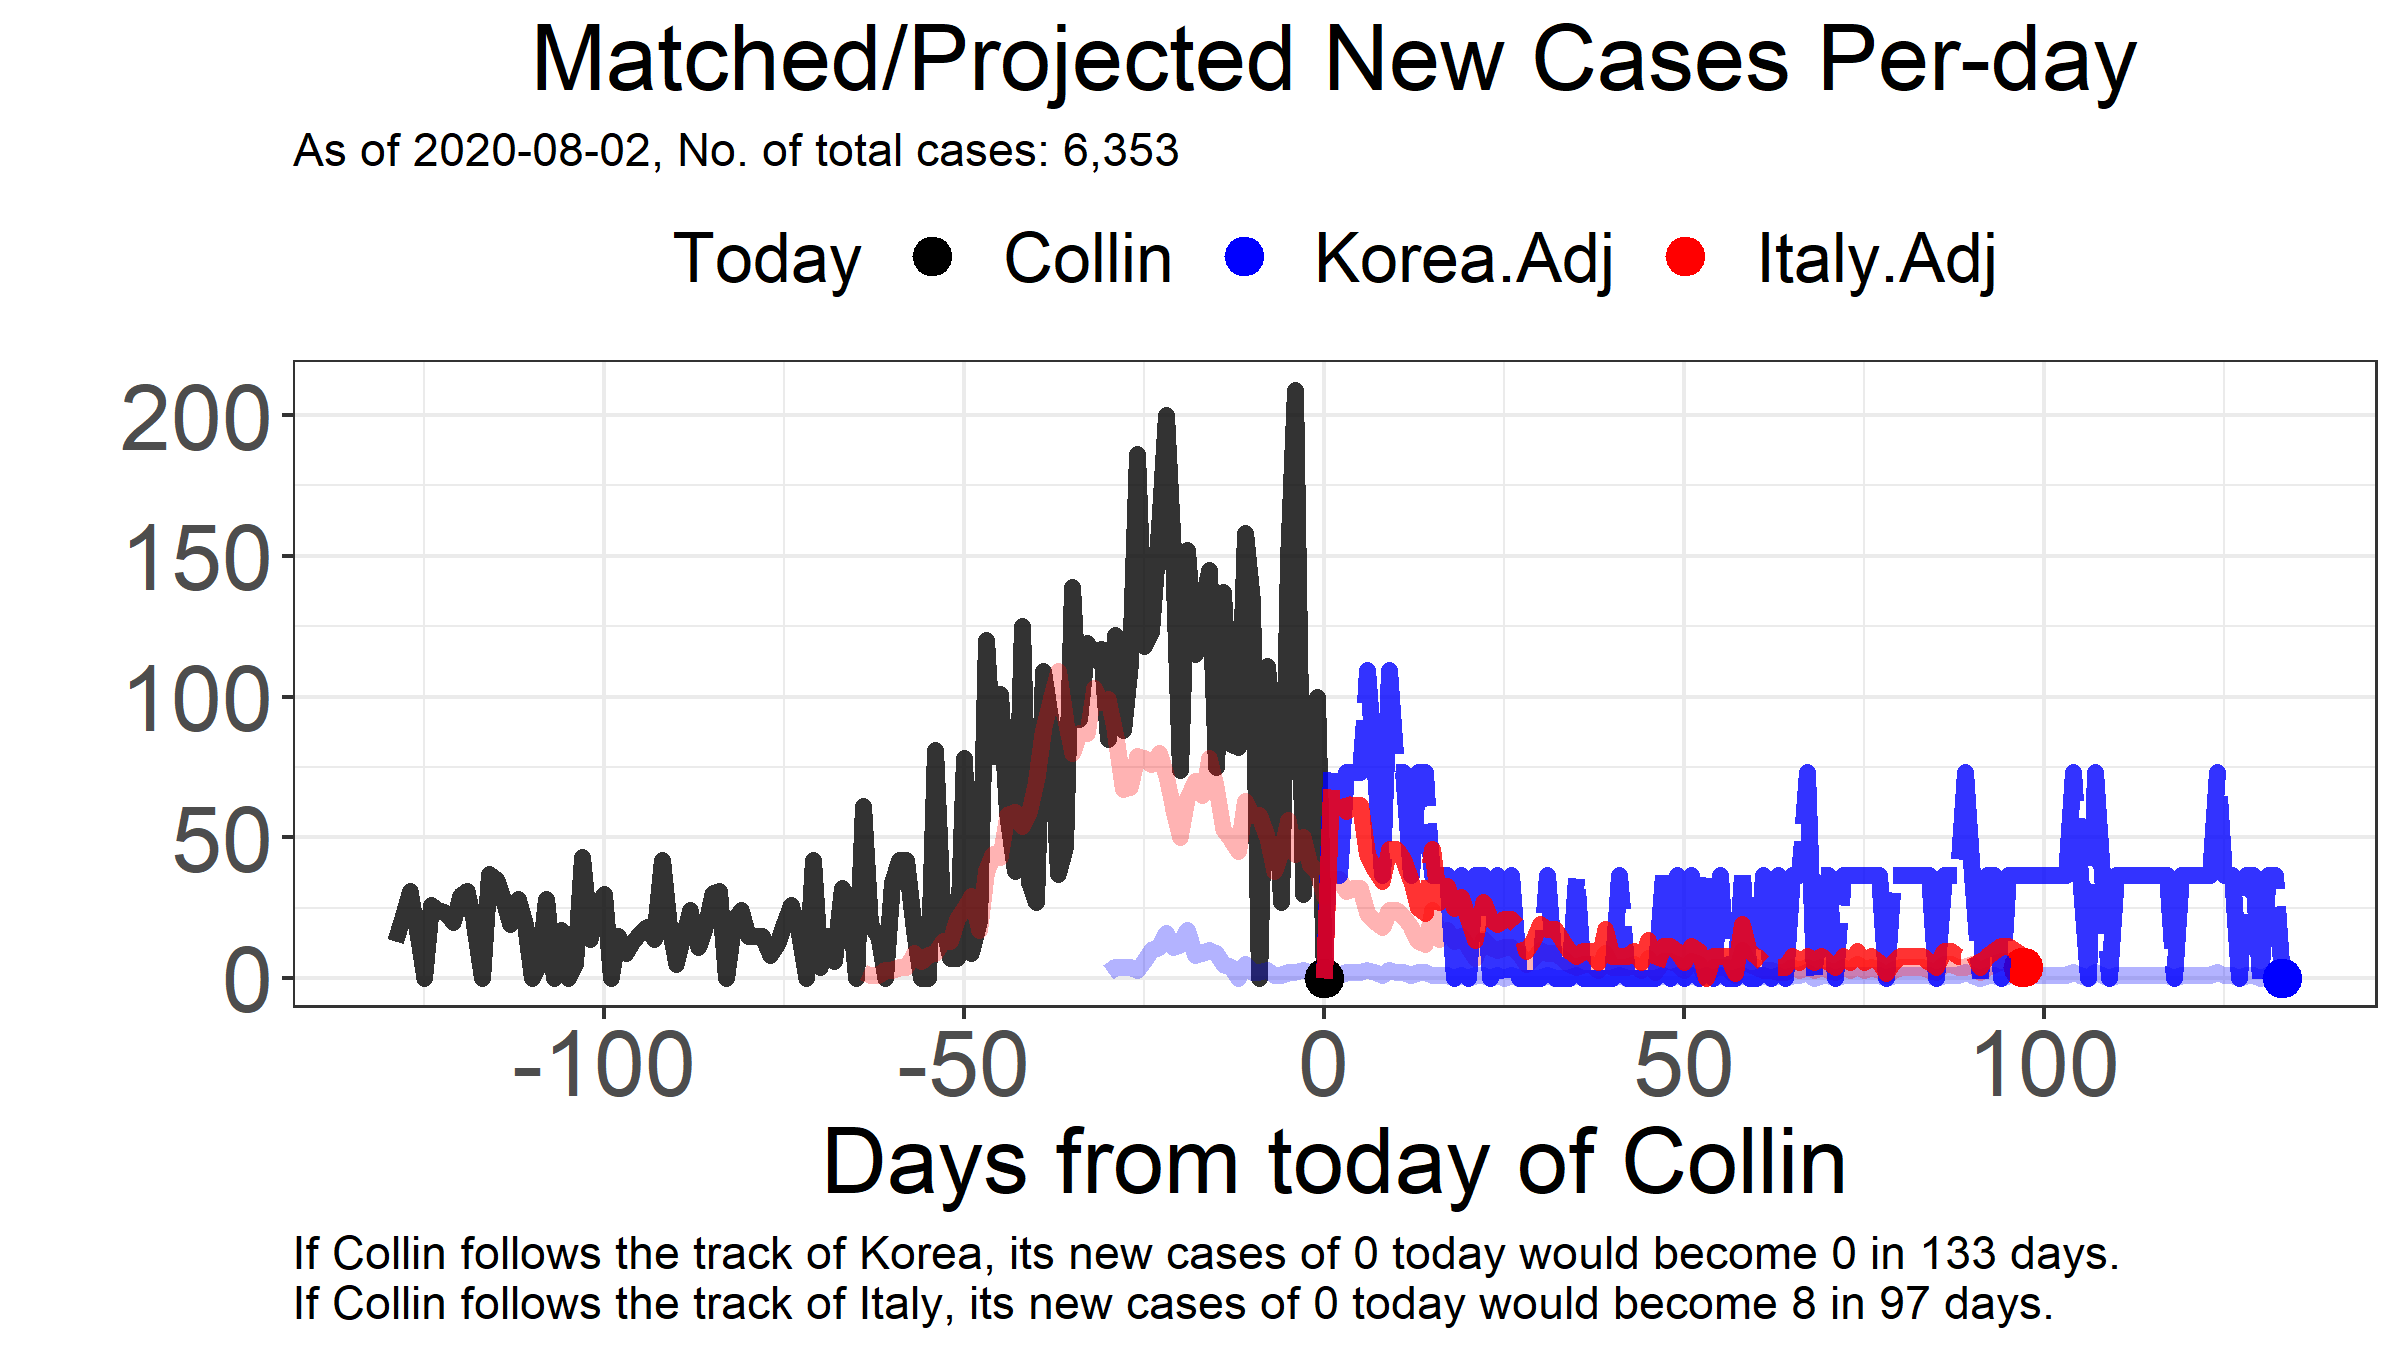 Matched/Projected New Cases Per-day
As of 2020-08-02, No. of total cases: 6,353
Today Collin Korea.Adj Italy.Adj
200
150
100
50
0
-100 -50 0 50 100
Days from today of Collin
If Collin follows the track of Korea, its new cases of 0 today would become 0 in 133 days.
If Collin follows the track of Italy, its new cases of 0 today would become 8 in 97 days.